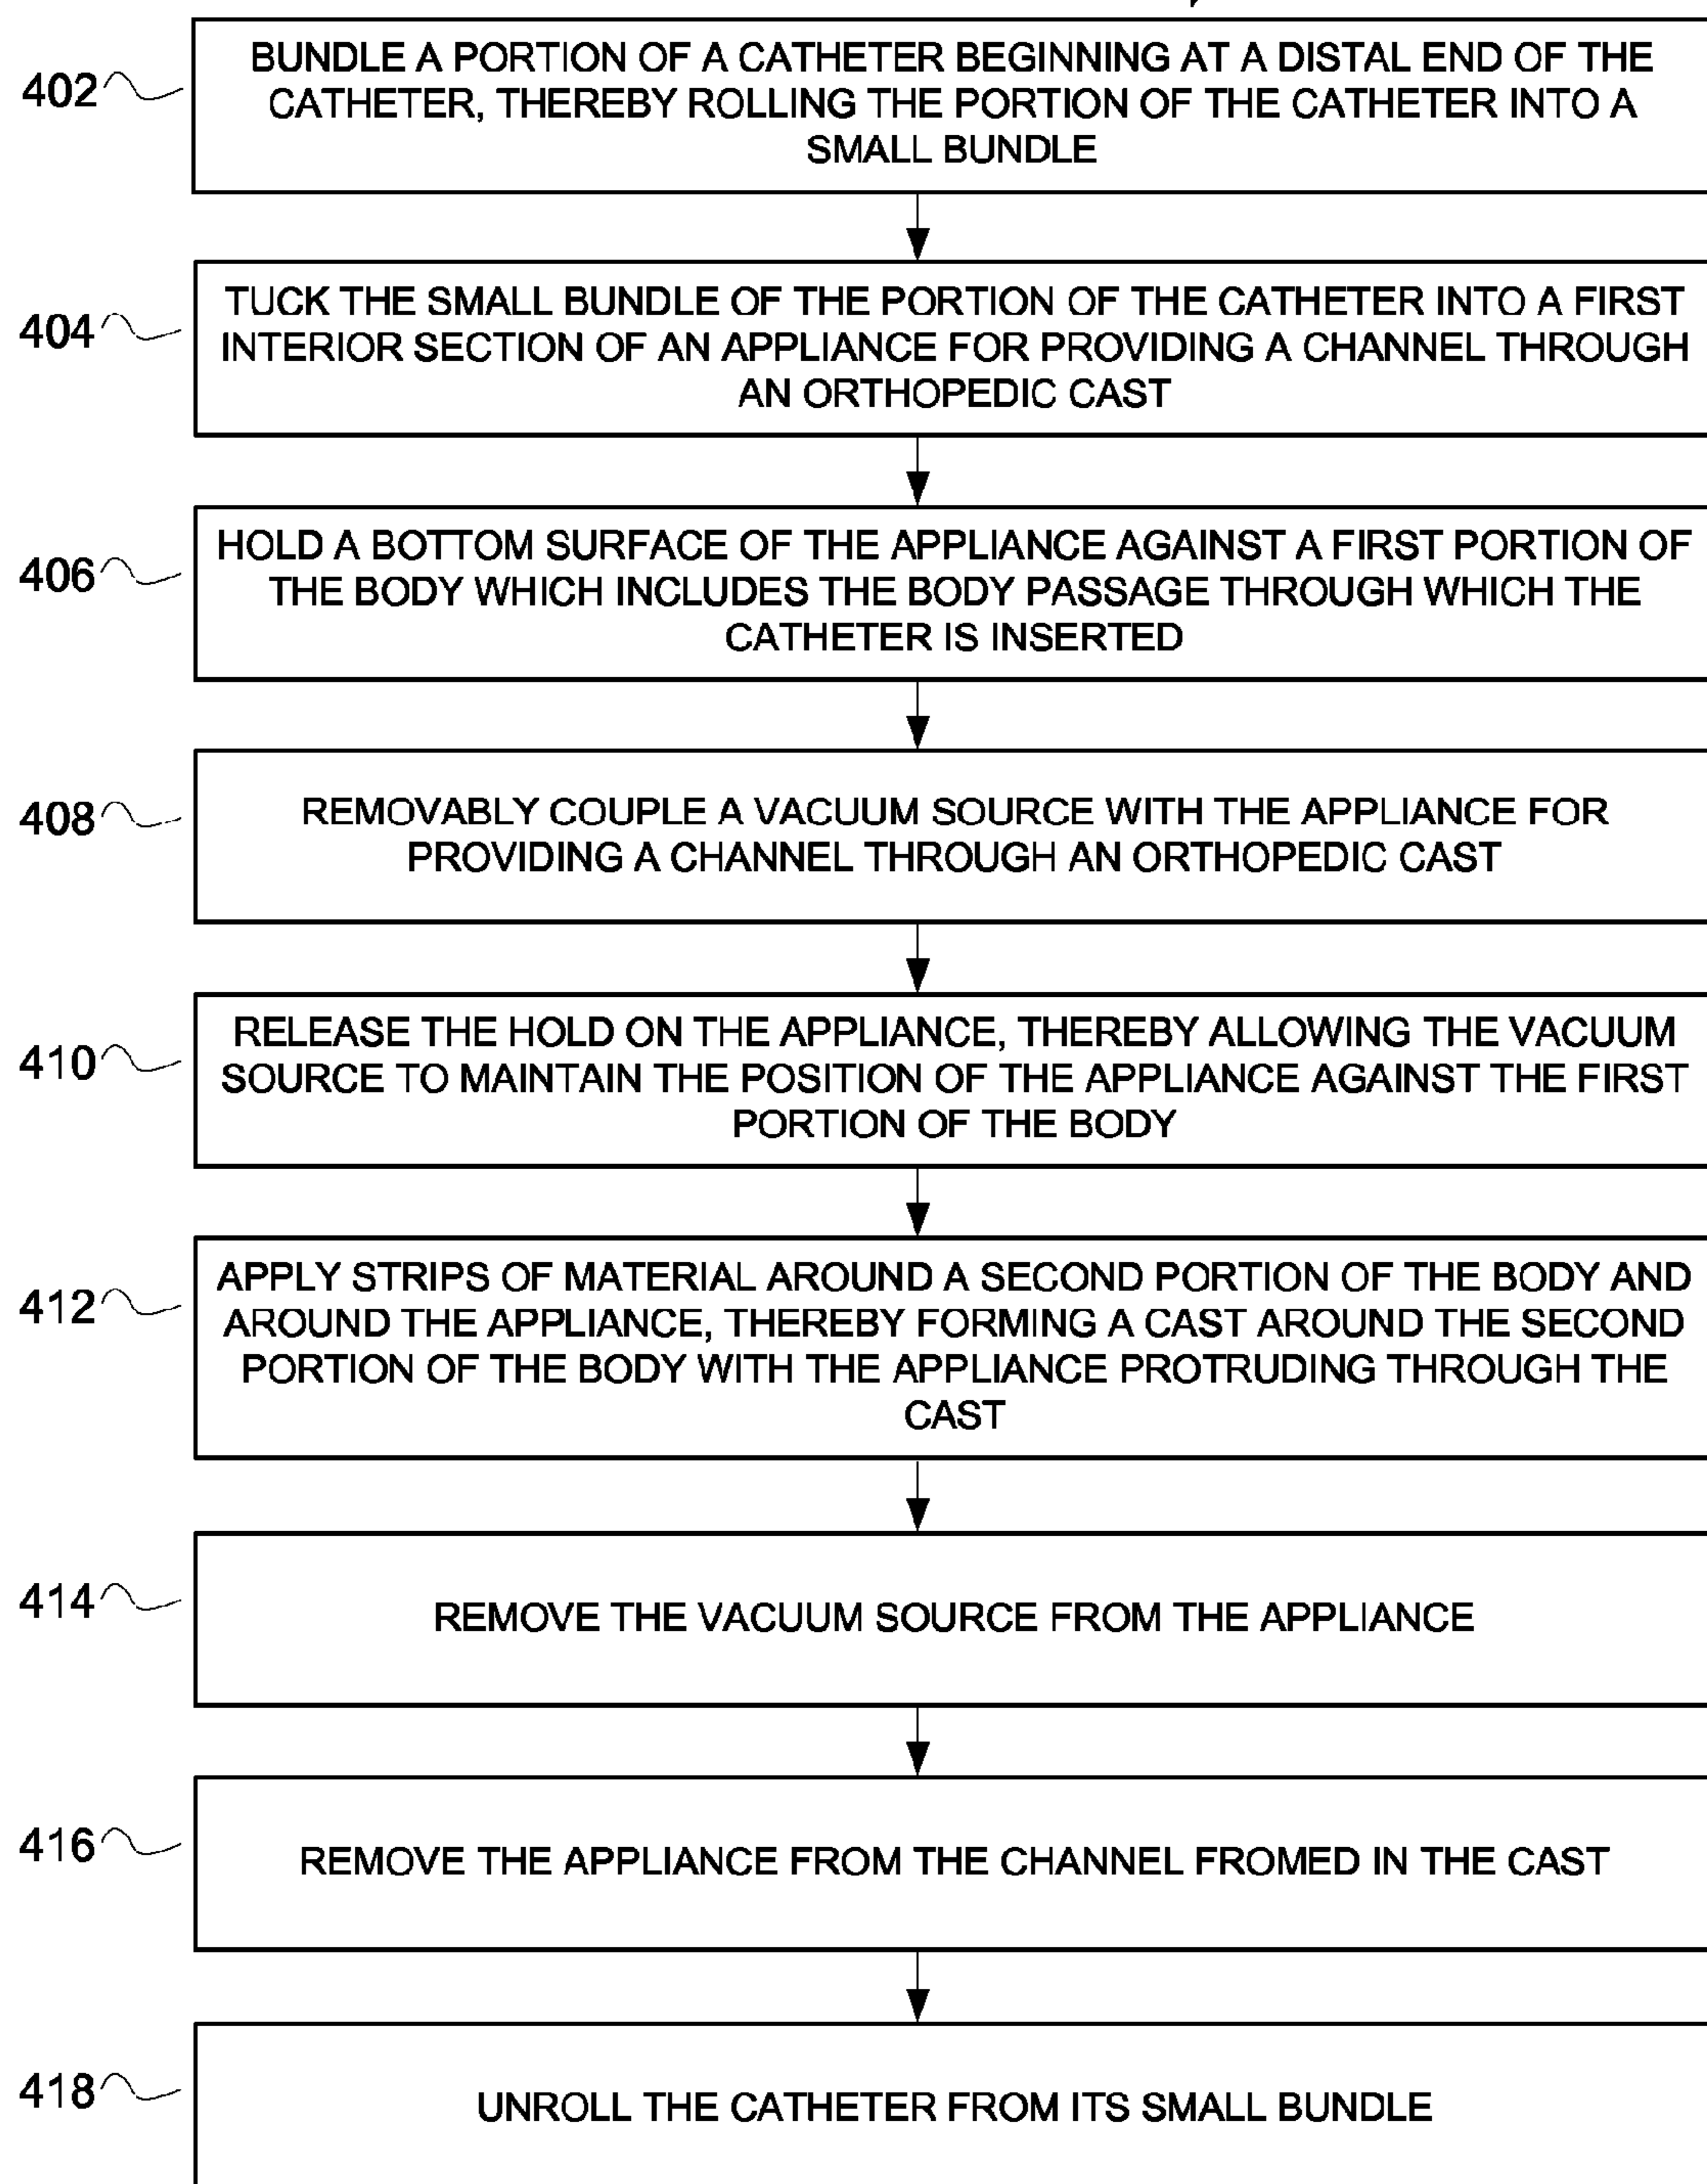 402
BUNDLE A PORTION OF A CATHETER BEGINNING AT A DISTAL END OF THE
CATHETER, THEREBY ROLLING THE PORTION OF THE CATHETER INTO A
SMALL BUNDLE
404
TUCK THE SMALL BUNDLE OF THE PORTION OF THE CATHETER INTO A FIRST
INTERIOR SECTION OF AN APPLIANCE FOR PROVIDING A CHANNEL THROUGH
AN ORTHOPEDIC CAST
406
HOLD A BOTTOM SURFACE OF THE APPLIANCE AGAINST A FIRST PORTION OF
THE BODY WHICH INCLUDES THE BODY PASSAGE THROUGH WHICH THE
CATHETER IS INSERTED
408
REMOVABLY COUPLE A VACUUM SOURCE WITH THE APPLIANCE FOR
PROVIDING A CHANNEL THROUGH AN ORTHOPEDIC CAST
410
RELEASE THE HOLD ON THE APPLIANCE, THEREBY ALLOWING THE VACUUM
SOURCE TO MAINTAIN THE POSITION OF THE APPLIANCE AGAINST THE FIRST
PORTION OF THE BODY
412
APPLY STRIPS OF MATERIAL AROUND A SECOND PORTION OF THE BODY AND
AROUND THE APPLIANCE, THEREBY FORMING A CAST AROUND THE SECOND
PORTION OF THE BODY WITH THE APPLIANCE PROTRUDING THROUGH THE
CAST
414
REMOVE THE VACUUM SOURCE FROM THE APPLIANCE
416
REMOVE THE APPLIANCE FROM THE CHANNEL FROMED IN THE CAST
418
UNROLL THE CATHETER FROM ITS SMALL BUNDLE